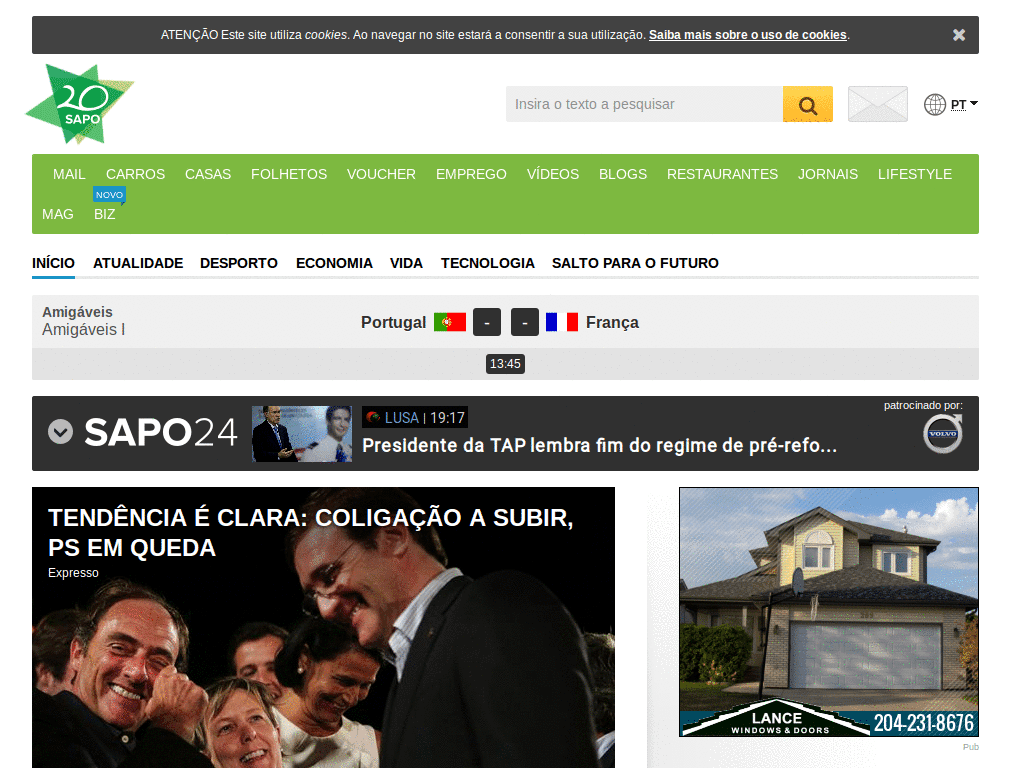 ATENÇÃO Este site utiliza cookies. Ao navegar no site estará a consentir a sua utilização. Saiba mais sobre o uso de cookies.
20
SAPO
Insira o texto a pesquisar
PT
MAIL CARROS CASAS FOLHETOS VOUCHER EMPREGO VÍDEOS BLOGS RESTAURANTES JORNAIS LIFESTYLE
NOVO
MAG BIZ
INÍCIO ATUALIDADE DESPORTO ECONOMIA VIDA TECNOLOGIA SALTO PARA O FUTURO
Amigáveis
Amigáveis I
Portugal - - França
13:45
SAPO24
LUSA | 19:17
Presidente da TAP lembra fim do regime de pré-refo...
patrocinado por:
VOLVO
TENDÊNCIA É CLARA: COLIGAÇÃO A SUBIR,
PS EM QUEDA
Expresso
LANCE
WINDOWS & DOORS
204-231-8676
Pub